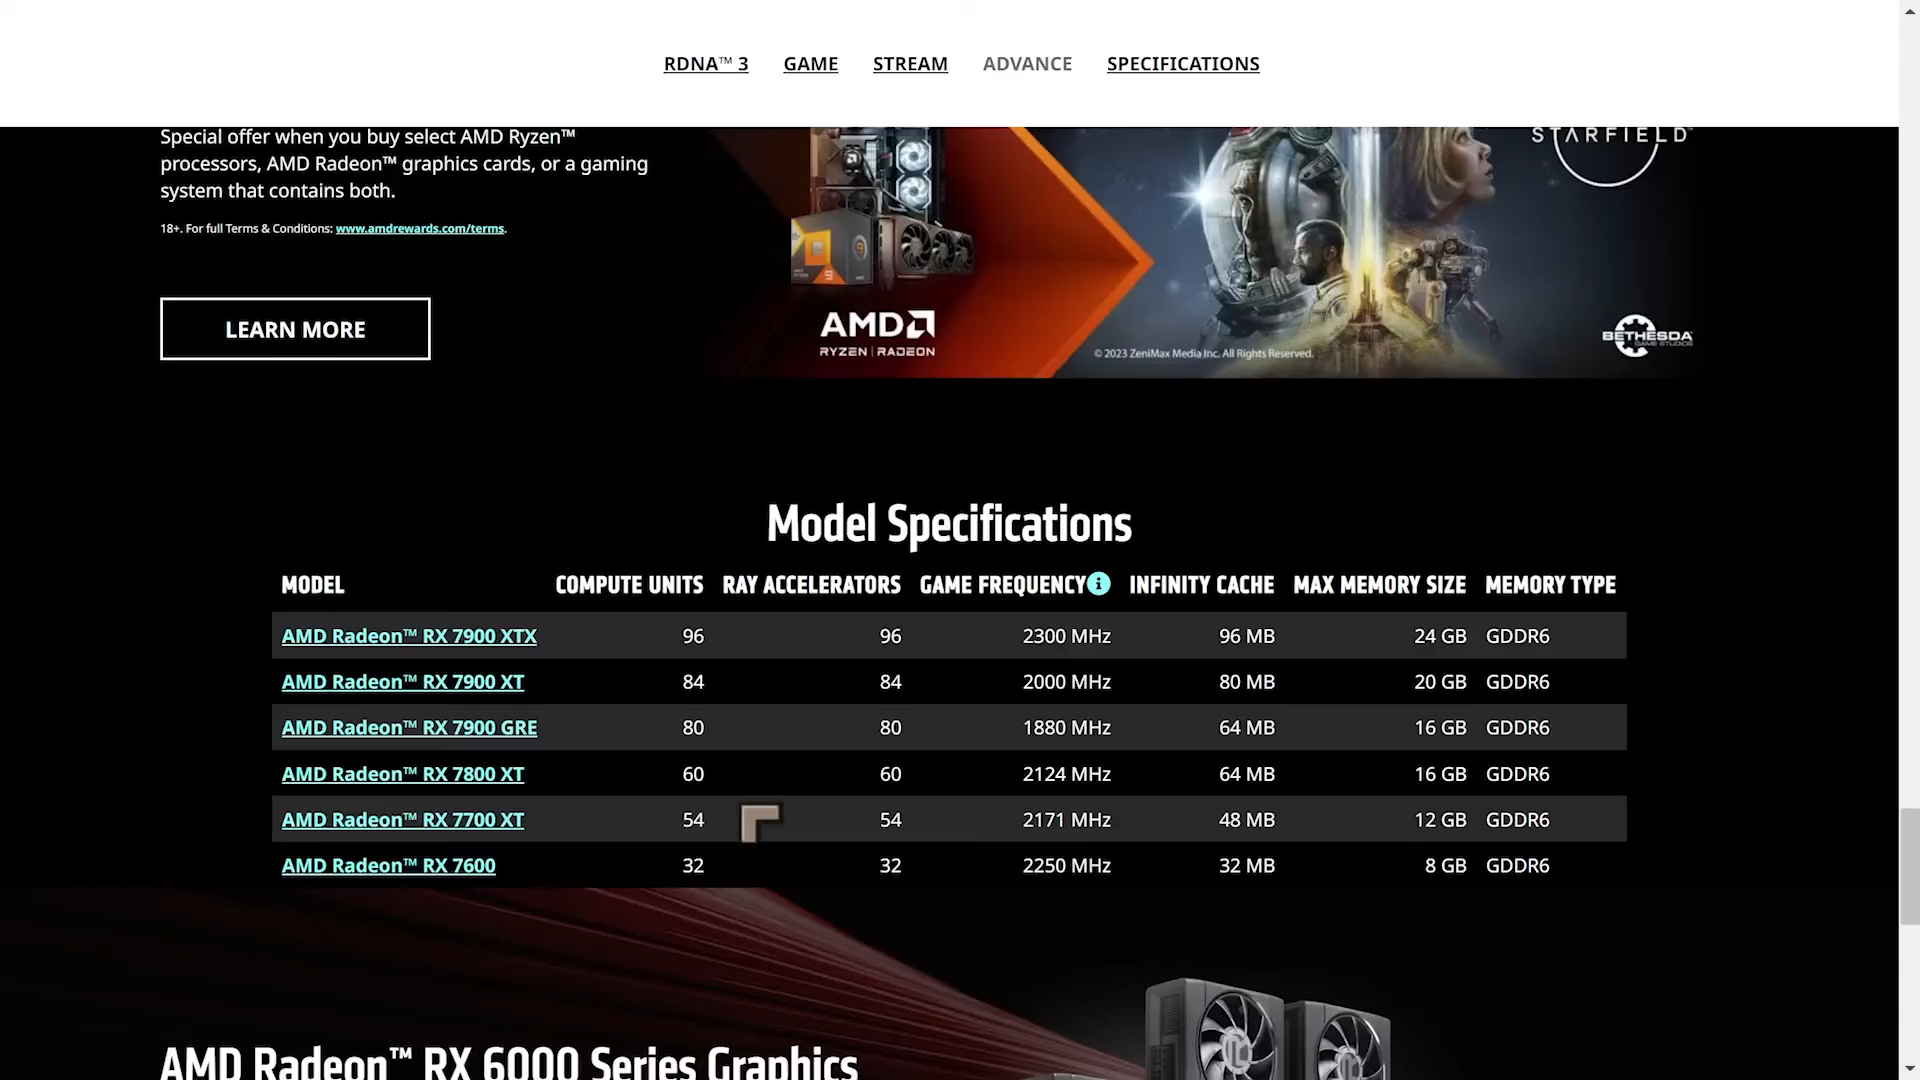 RDNA™ 3 GAME STREAM ADVANCE SPECIFICATIONS
Special offer when you buy select AMD Ryzen™
processors, AMD Radeon™ graphics cards, or a gaming
system that contains both.
18+. For full Terms & Conditions: www.amdrewards.com/terms.
LEARN MORE
STARFIELD™
AMD
RYZEN | RADEON
© 2023 ZeniMax Media Inc. All Rights Reserved.
BETHESDA
GAME STUDIOS
Model Specifications
MODEL COMPUTE UNITS RAY ACCELERATORS GAME FREQUENCY INFINITY CACHE MAX MEMORY SIZE MEMORY TYPE
AMD Radeon™ RX 7900 XTX 96 96 2300 MHz 96 MB 24 GB GDDR6
AMD Radeon™ RX 7900 XT 84 84 2000 MHz 80 MB 20 GB GDDR6
AMD Radeon™ RX 7900 GRE 80 80 1880 MHz 64 MB 16 GB GDDR6
AMD Radeon™ RX 7800 XT 60 60 2124 MHz 64 MB 16 GB GDDR6
AMD Radeon™ RX 7700 XT 54 54 2171 MHz 48 MB 12 GB GDDR6
AMD Radeon™ RX 7600 32 32 2250 MHz 32 MB 8 GB GDDR6
AMD Radeon™ RX 6000 Series Graphics